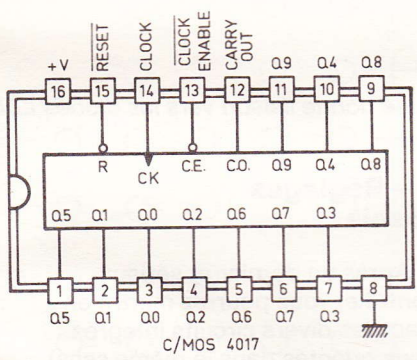 +V RESET CLOCK CLOCK ENABLE CARRY OUT Q9 Q4 Q8
16 15 14 13 12 11 10 9
R CK C.E. C.O. Q9 Q4 Q8
Q5 Q1 Q0 Q2 Q6 Q7 Q3
1 2 3 4 5 6 7 8
Q5 Q1 Q0 Q2 Q6 Q7 Q3
C/MOS 4017